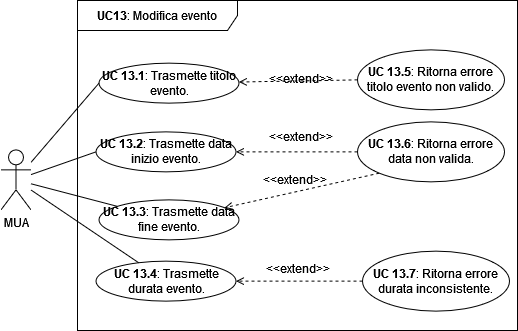 UC13: Modifica evento
UC 13.1: Trasmette titolo
evento.
<<extend>>
UC 13.5: Ritorna errore
titolo evento non valido.
UC 13.2: Trasmette data
inizio evento.
<<extend>>
UC 13.6: Ritorna errore
data non valida.
<<extend>>
UC 13.3: Trasmette data
fine evento.
MUA
UC 13.4: Trasmette
durata evento.
<<extend>>
UC 13.7: Ritorna errore
durata inconsistente.